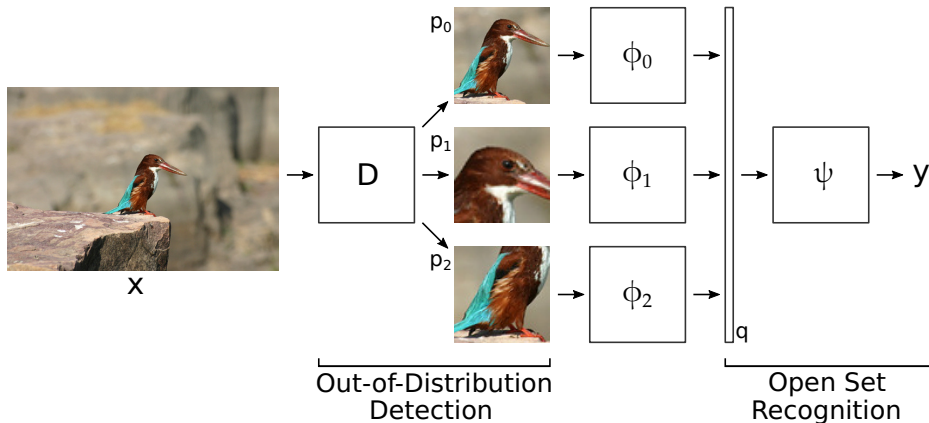 p₀
ϕ₀
p₁
D
ϕ₁
ψ
y
x
p₂
ϕ₂
q
Out-of-Distribution
Detection
Open Set
Recognition